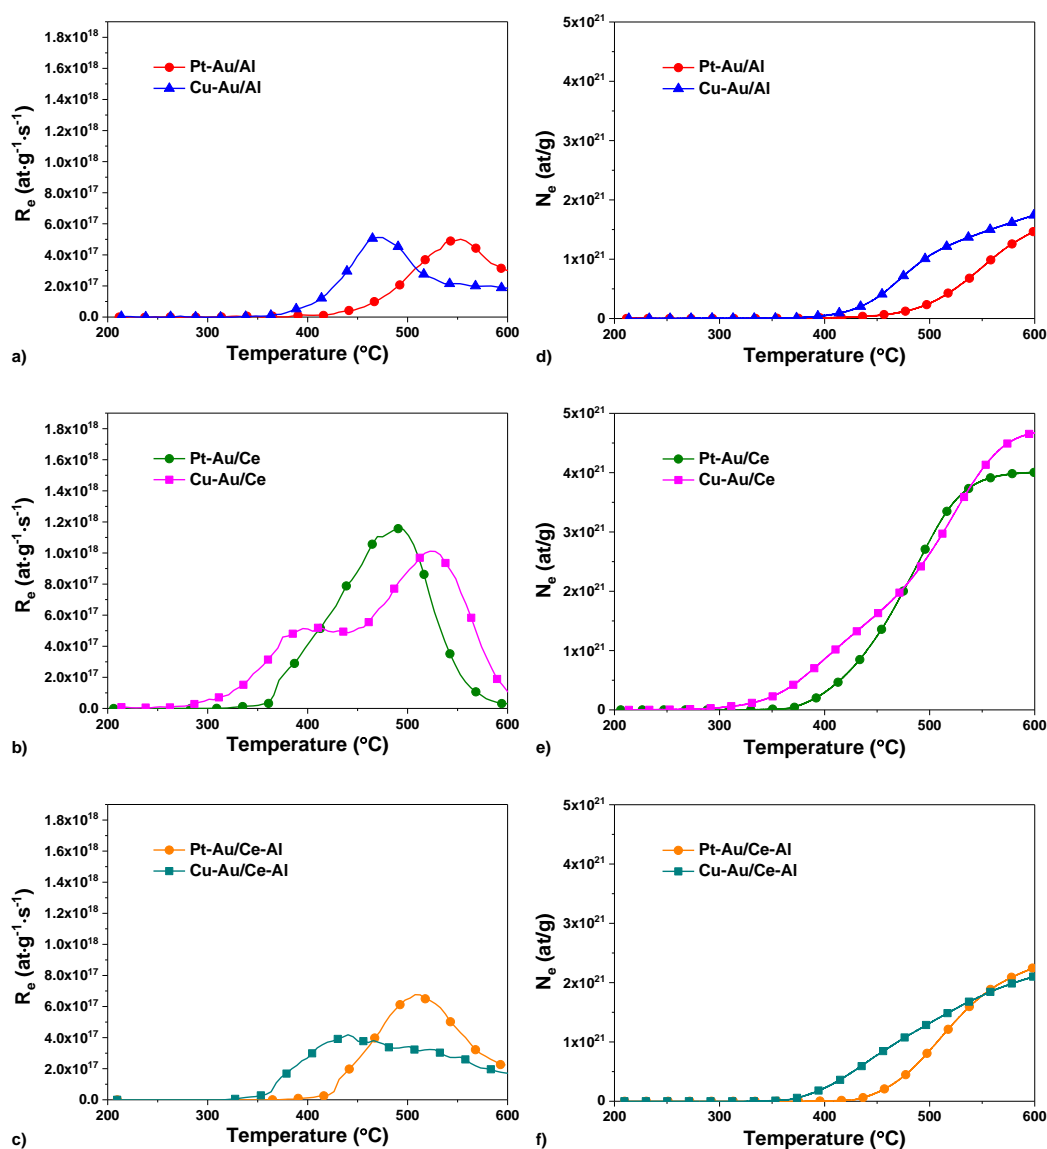 R_e (at·g^-1·s^-1)
1.8x10^18
1.6x10^18
1.4x10^18
1.2x10^18
1.0x10^18
8.0x10^17
6.0x10^17
4.0x10^17
2.0x10^17
0.0
Pt-Au/Al
Cu-Au/Al
200 300 400 500 600
Temperature (°C)
a)
N_e (at/g)
5x10^21
4x10^21
3x10^21
2x10^21
1x10^21
0
Pt-Au/Al
Cu-Au/Al
200 300 400 500 600
Temperature (°C)
d)
R_e (at·g^-1·s^-1)
1.8x10^18
1.6x10^18
1.4x10^18
1.2x10^18
1.0x10^18
8.0x10^17
6.0x10^17
4.0x10^17
2.0x10^17
0.0
Pt-Au/Ce
Cu-Au/Ce
200 300 400 500 600
Temperature (°C)
b)
N_e (at/g)
5x10^21
4x10^21
3x10^21
2x10^21
1x10^21
0
Pt-Au/Ce
Cu-Au/Ce
200 300 400 500 600
Temperature (°C)
e)
R_e (at·g^-1·s^-1)
1.8x10^18
1.6x10^18
1.4x10^18
1.2x10^18
1.0x10^18
8.0x10^17
6.0x10^17
4.0x10^17
2.0x10^17
0.0
Pt-Au/Ce-Al
Cu-Au/Ce-Al
200 300 400 500 600
Temperature (°C)
c)
N_e (at/g)
5x10^21
4x10^21
3x10^21
2x10^21
1x10^21
0
Pt-Au/Ce-Al
Cu-Au/Ce-Al
200 300 400 500 600
Temperature (°C)
f)